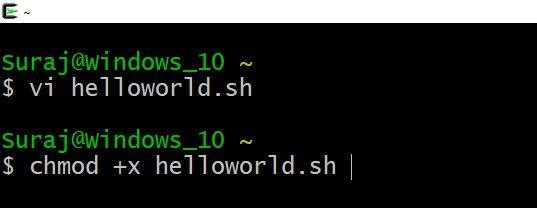 ~
Suraj@Windows_10 ~
$ vi helloworld.sh
Suraj@Windows_10 ~
$ chmod +x helloworld.sh